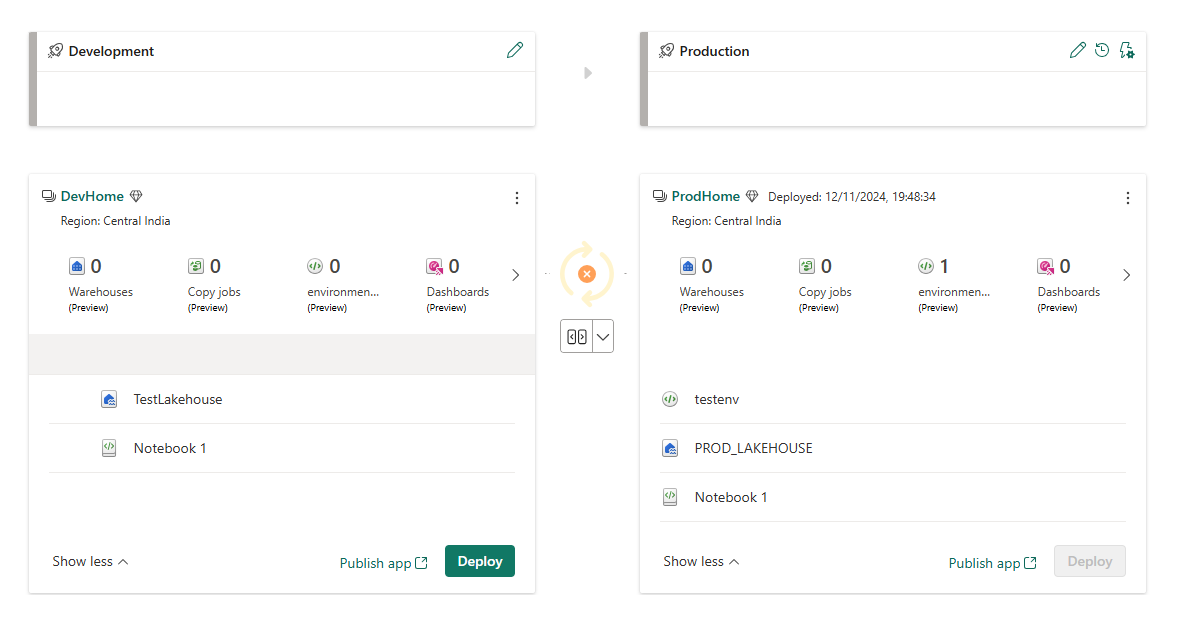 Development
Production
DevHome
Region: Central India
0 0 0 0
Warehouses Copy jobs environmen... Dashboards
(Preview) (Preview) (Preview) (Preview)
TestLakehouse
Notebook 1
Show less Publish app Deploy
ProdHome Deployed: 12/11/2024, 19:48:34
Region: Central India
0 0 1 0
Warehouses Copy jobs environmen... Dashboards
(Preview) (Preview) (Preview) (Preview)
testenv
PROD_LAKEHOUSE
Notebook 1
Show less Publish app Deploy